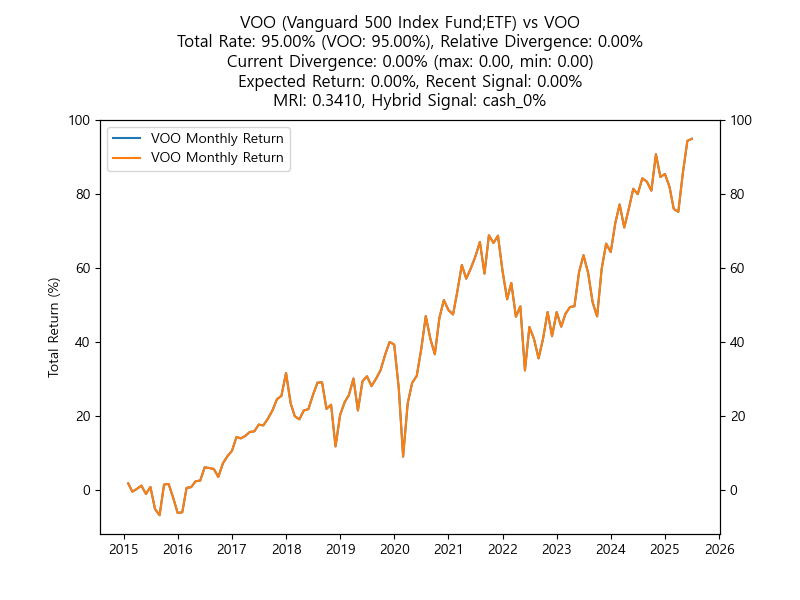 VOO (Vanguard 500 Index Fund;ETF) vs VOO
Total Rate: 95.00% (VOO: 95.00%), Relative Divergence: 0.00%
Current Divergence: 0.00% (max: 0.00, min: 0.00)
Expected Return: 0.00%, Recent Signal: 0.00%
MRI: 0.3410, Hybrid Signal: cash_0%
VOO Monthly Return
VOO Monthly Return
Total Return (%)
100
80
60
40
20
0
100
80
60
40
20
0
2015 2016 2017 2018 2019 2020 2021 2022 2023 2024 2025 2026